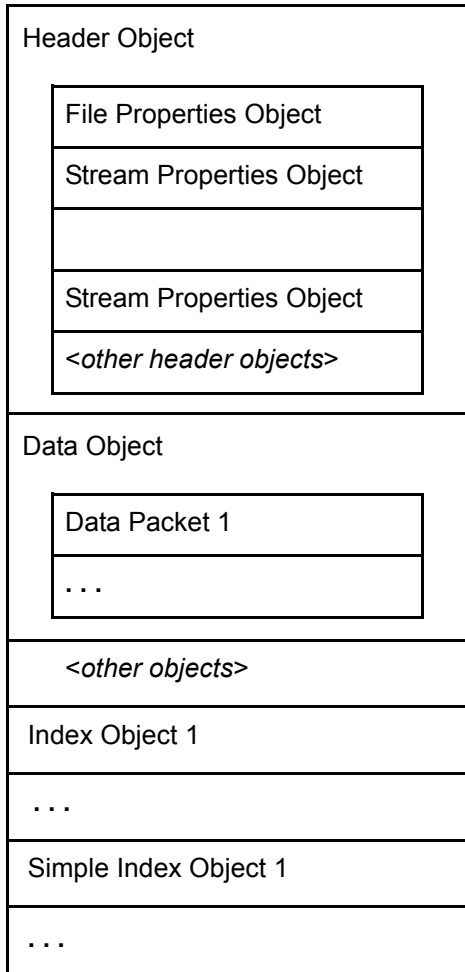 Header Object
File Properties Object
Stream Properties Object
Stream Properties Object
<other header objects>
Data Object
Data Packet 1
. . .
<other objects>
Index Object 1
. . .
Simple Index Object 1
. . .